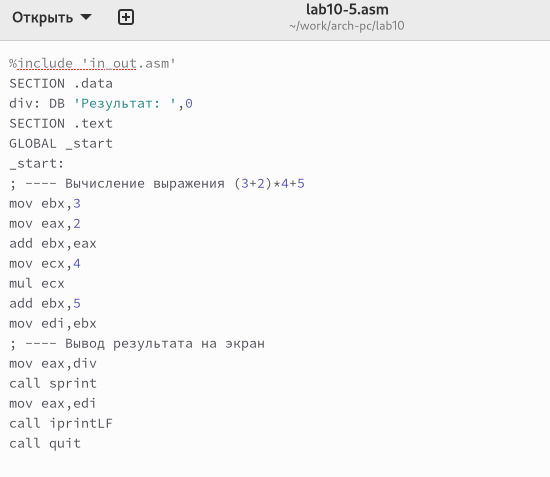 Открыть
lab10-5.asm
~/work/arch-pc/lab10
%include 'in_out.asm'
SECTION .data
div: DB 'Результат: ',0
SECTION .text
GLOBAL _start
_start:
; ---- Вычисление выражения (3+2)*4+5
mov ebx,3
mov eax,2
add ebx,eax
mov ecx,4
mul ecx
add ebx,5
mov edi,ebx
; ---- Вывод результата на экран
mov eax,div
call sprint
mov eax,edi
call iprintLF
call quit